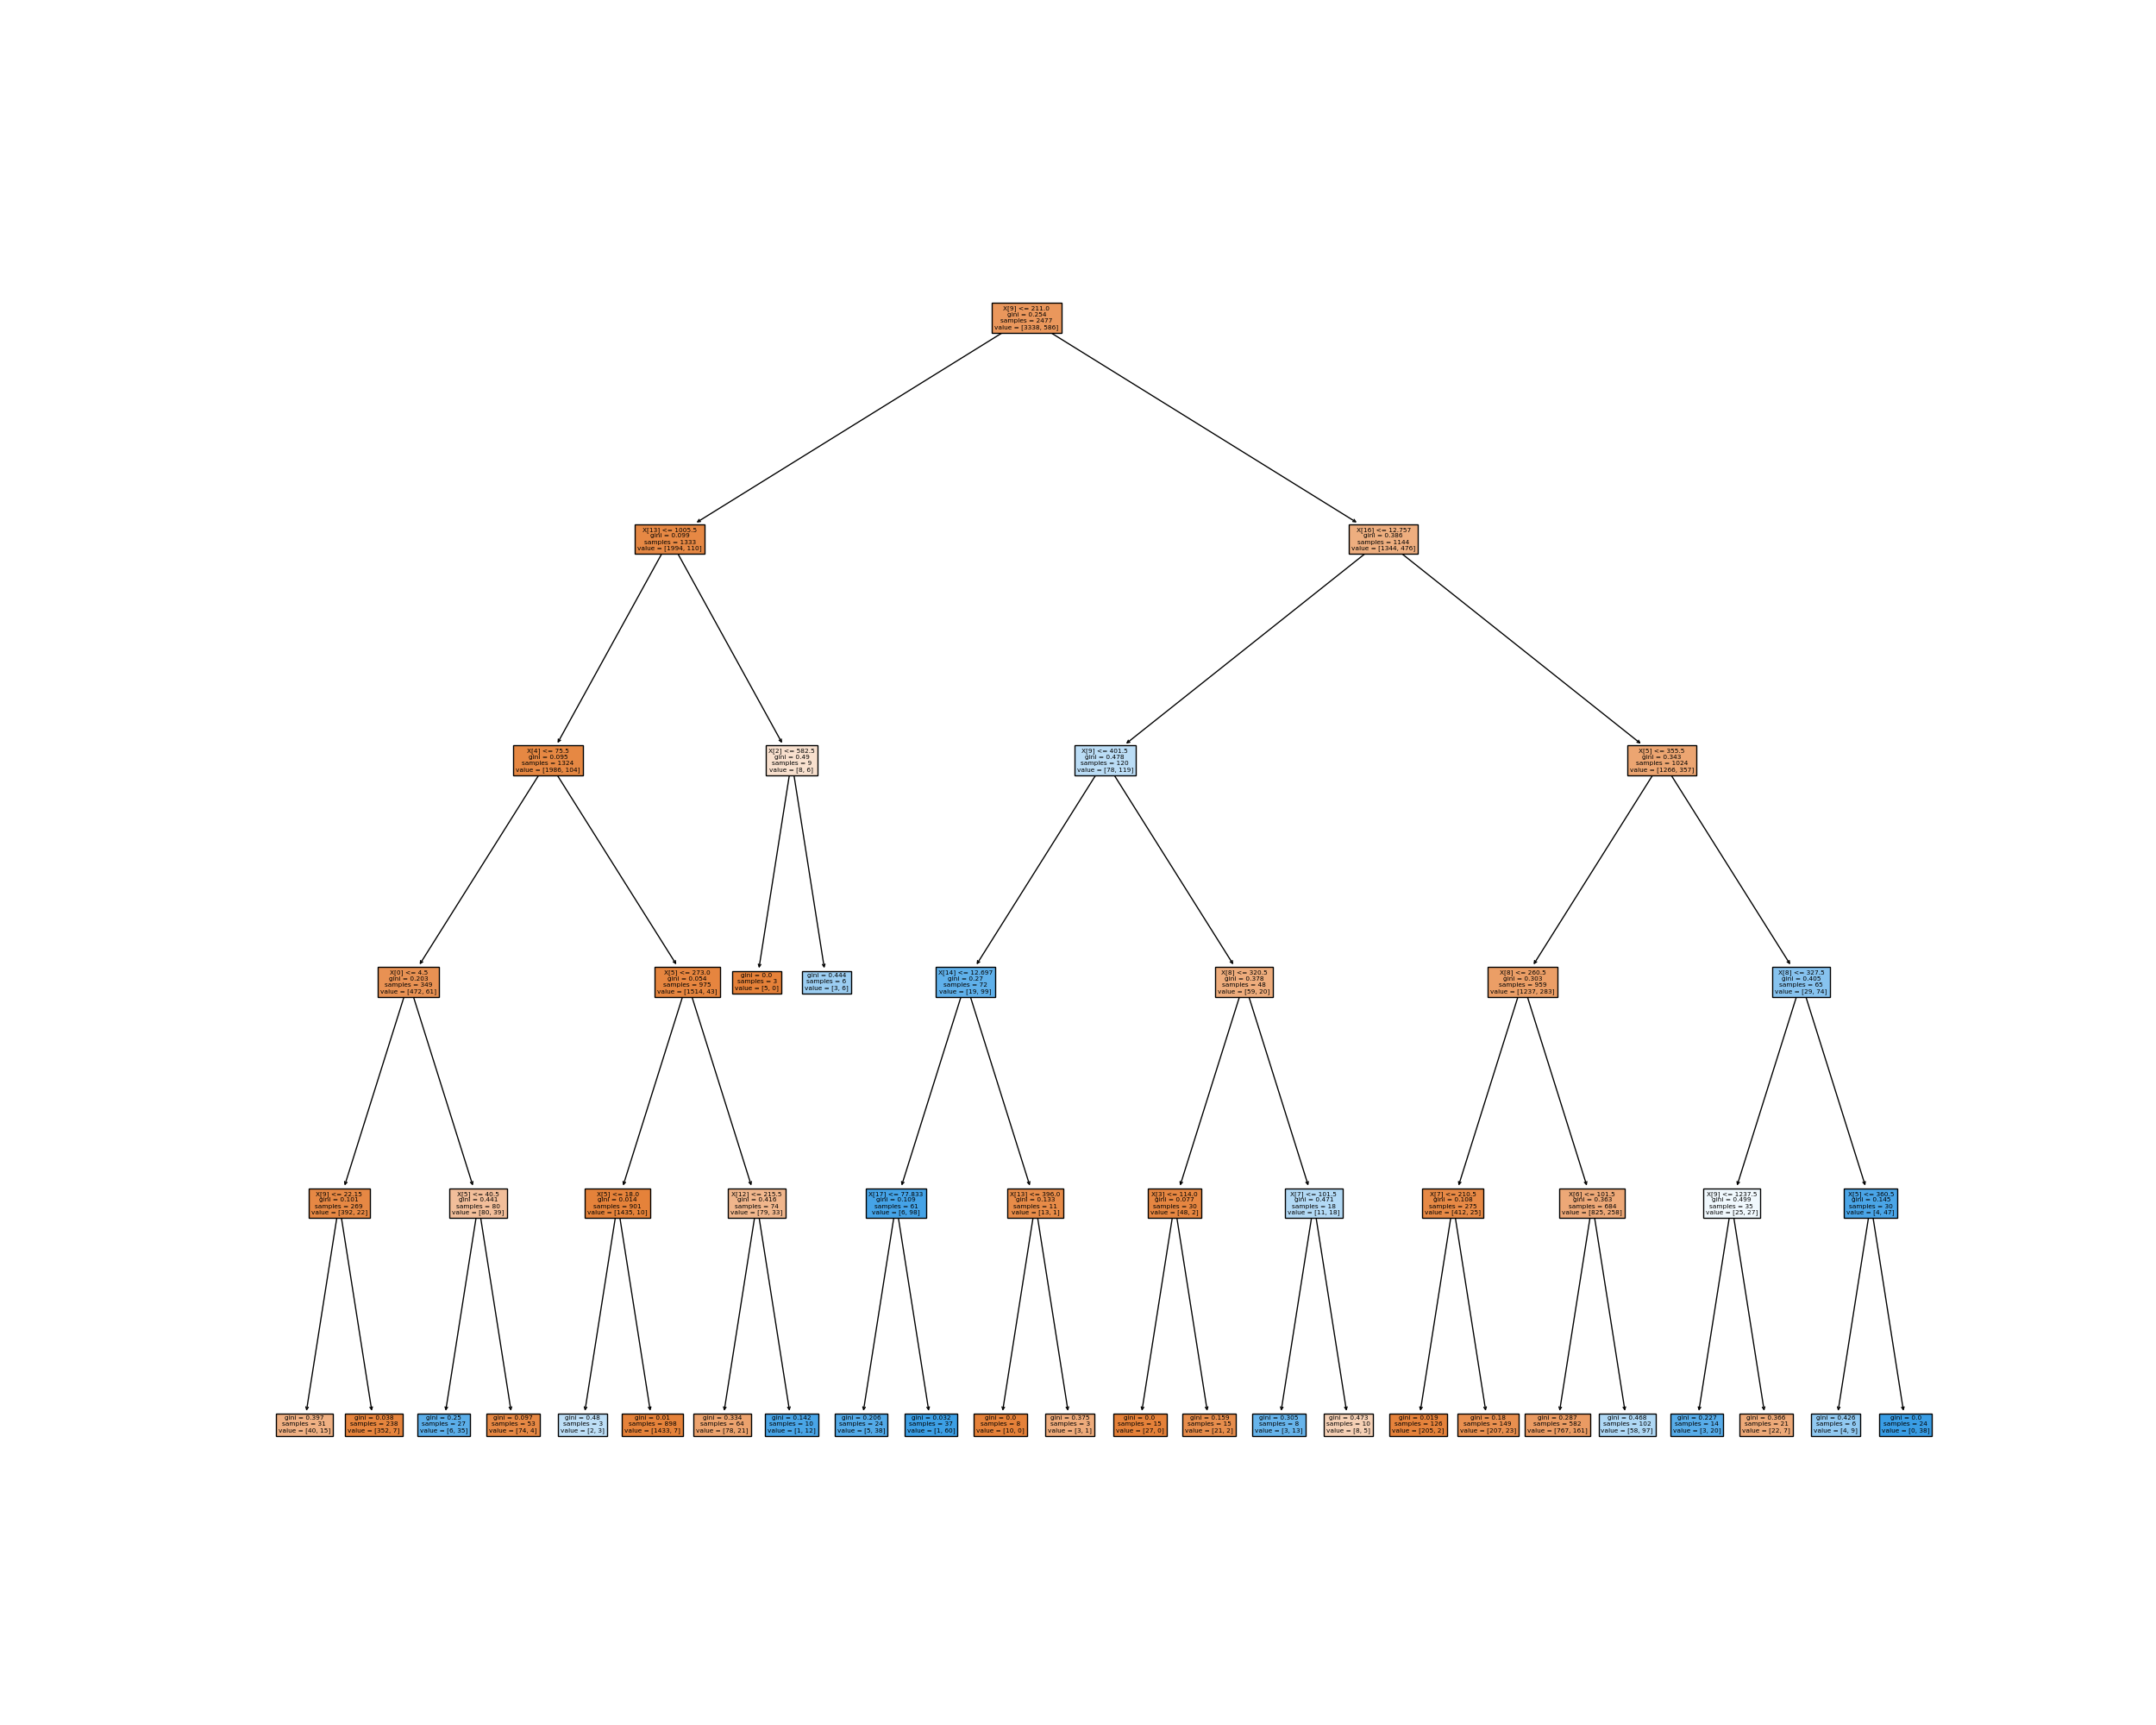 X[9] <= 211.0
gini = 0.254
samples = 2477
value = [3338, 586]
X[13] <= 1005.5
gini = 0.099
samples = 1333
value = [1994, 110]
X[16] <= 12.757
gini = 0.386
samples = 1144
value = [1344, 476]
X[4] <= 75.5
gini = 0.095
samples = 1324
value = [1986, 104]
X[2] <= 582.5
gini = 0.49
samples = 9
value = [8, 6]
X[9] <= 401.5
gini = 0.478
samples = 120
value = [78, 119]
X[5] <= 355.5
gini = 0.343
samples = 1024
value = [1266, 357]
X[0] <= 4.5
gini = 0.203
samples = 349
value = [472, 61]
X[5] <= 273.0
gini = 0.054
samples = 975
value = [1514, 43]
gini = 0.0
samples = 3
value = [5, 0]
gini = 0.444
samples = 6
value = [3, 6]
X[14] <= 12.697
gini = 0.27
samples = 72
value = [19, 99]
X[8] <= 320.5
gini = 0.378
samples = 48
value = [59, 20]
X[8] <= 260.5
gini = 0.303
samples = 959
value = [1237, 283]
X[8] <= 327.5
gini = 0.405
samples = 65
value = [29, 74]
X[9] <= 22.15
gini = 0.101
samples = 269
value = [392, 22]
X[5] <= 40.5
gini = 0.441
samples = 80
value = [80, 39]
X[5] <= 18.0
gini = 0.014
samples = 901
value = [1435, 10]
X[12] <= 215.5
gini = 0.416
samples = 74
value = [79, 33]
X[17] <= 77.833
gini = 0.109
samples = 61
value = [6, 98]
X[13] <= 396.0
gini = 0.133
samples = 11
value = [13, 1]
X[3] <= 114.0
gini = 0.077
samples = 30
value = [48, 2]
X[7] <= 101.5
gini = 0.471
samples = 18
value = [11, 18]
X[7] <= 210.5
gini = 0.108
samples = 275
value = [412, 25]
X[6] <= 101.5
gini = 0.363
samples = 684
value = [825, 258]
X[9] <= 1237.5
gini = 0.499
samples = 35
value = [25, 27]
X[5] <= 360.5
gini = 0.145
samples = 30
value = [4, 47]
gini = 0.397
samples = 31
value = [40, 15]
gini = 0.038
samples = 238
value = [352, 7]
gini = 0.25
samples = 27
value = [6, 35]
gini = 0.097
samples = 53
value = [74, 4]
gini = 0.48
samples = 3
value = [2, 3]
gini = 0.01
samples = 898
value = [1433, 7]
gini = 0.334
samples = 64
value = [78, 21]
gini = 0.142
samples = 10
value = [1, 12]
gini = 0.206
samples = 24
value = [5, 38]
gini = 0.032
samples = 37
value = [1, 60]
gini = 0.0
samples = 8
value = [10, 0]
gini = 0.375
samples = 3
value = [3, 1]
gini = 0.0
samples = 15
value = [27, 0]
gini = 0.159
samples = 15
value = [21, 2]
gini = 0.305
samples = 8
value = [3, 13]
gini = 0.473
samples = 10
value = [8, 5]
gini = 0.019
samples = 126
value = [205, 2]
gini = 0.18
samples = 149
value = [207, 23]
gini = 0.287
samples = 582
value = [767, 161]
gini = 0.468
samples = 102
value = [58, 97]
gini = 0.227
samples = 14
value = [3, 20]
gini = 0.366
samples = 21
value = [22, 7]
gini = 0.426
samples = 6
value = [4, 9]
gini = 0.0
samples = 24
value = [0, 38]